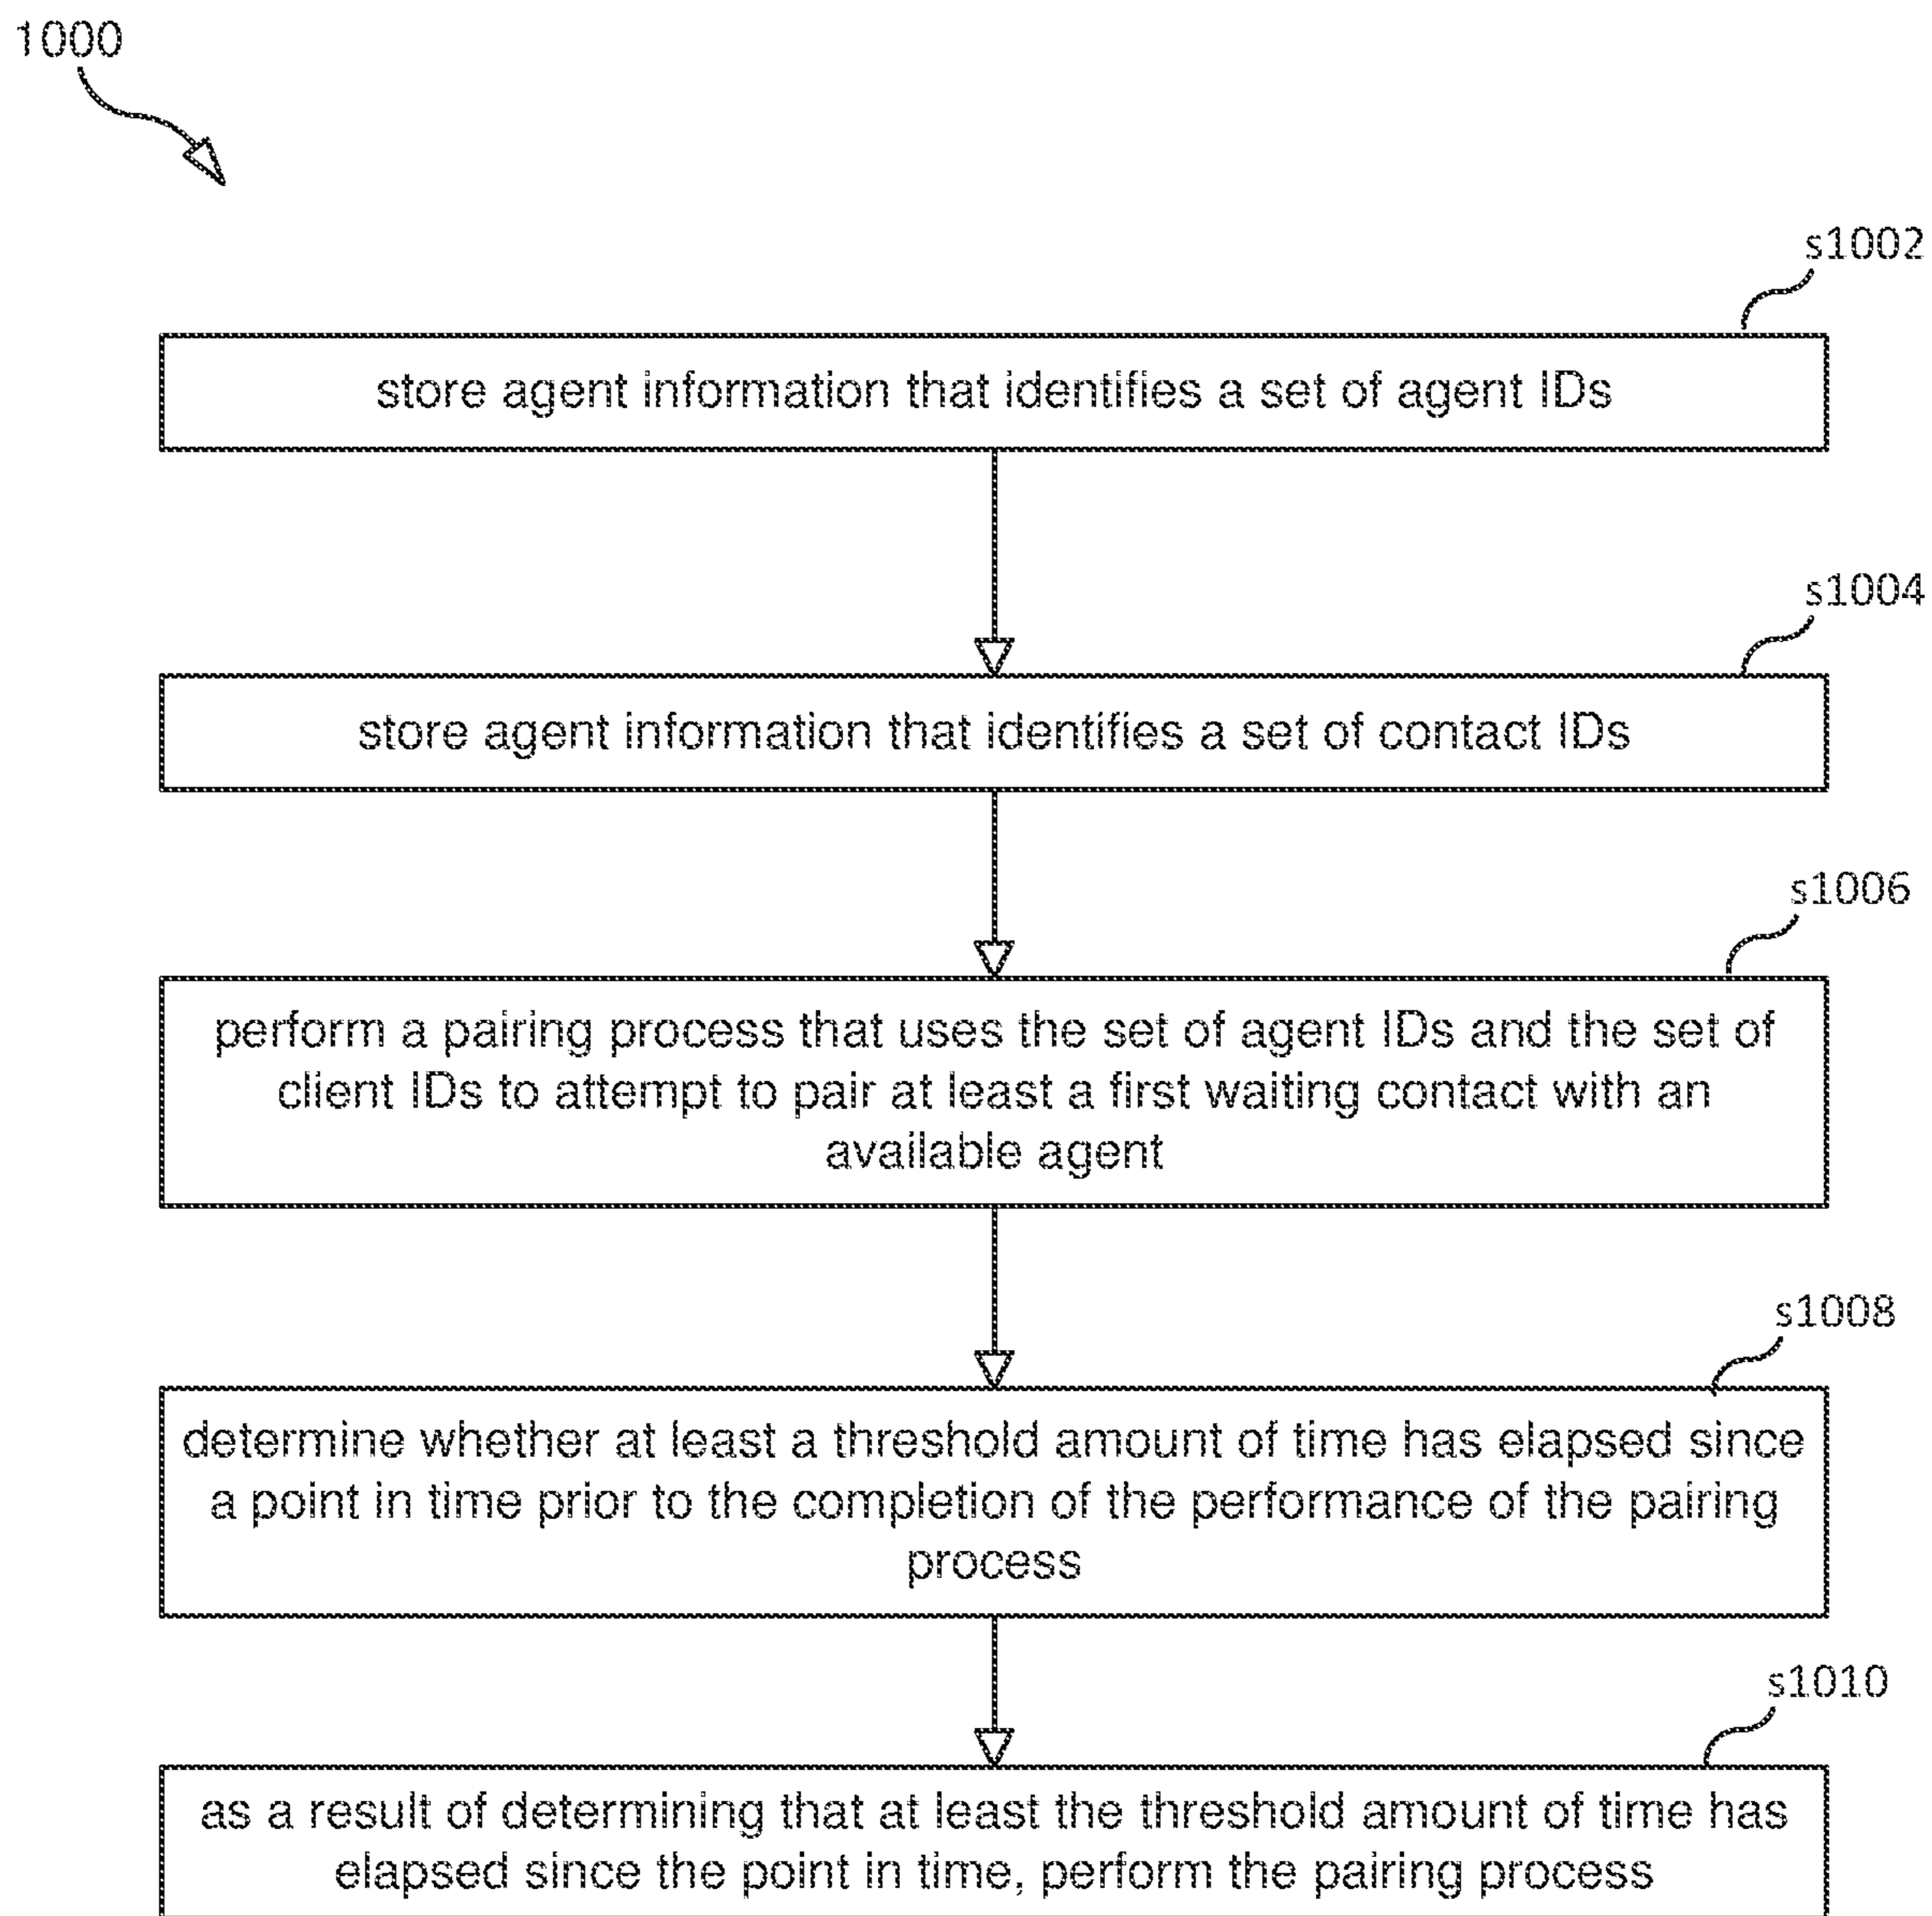 1000
s1002
store agent information that identifies a set of agent IDs
s1004
store agent information that identifies a set of contact IDs
s1006
perform a pairing process that uses the set of agent IDs and the set of
client IDs to attempt to pair at least a first waiting contact with an
available agent
s1008
determine whether at least a threshold amount of time has elapsed since
a point in time prior to the completion of the performance of the pairing
process
s1010
as a result of determining that at least the threshold amount of time has
elapsed since the point in time, perform the pairing process